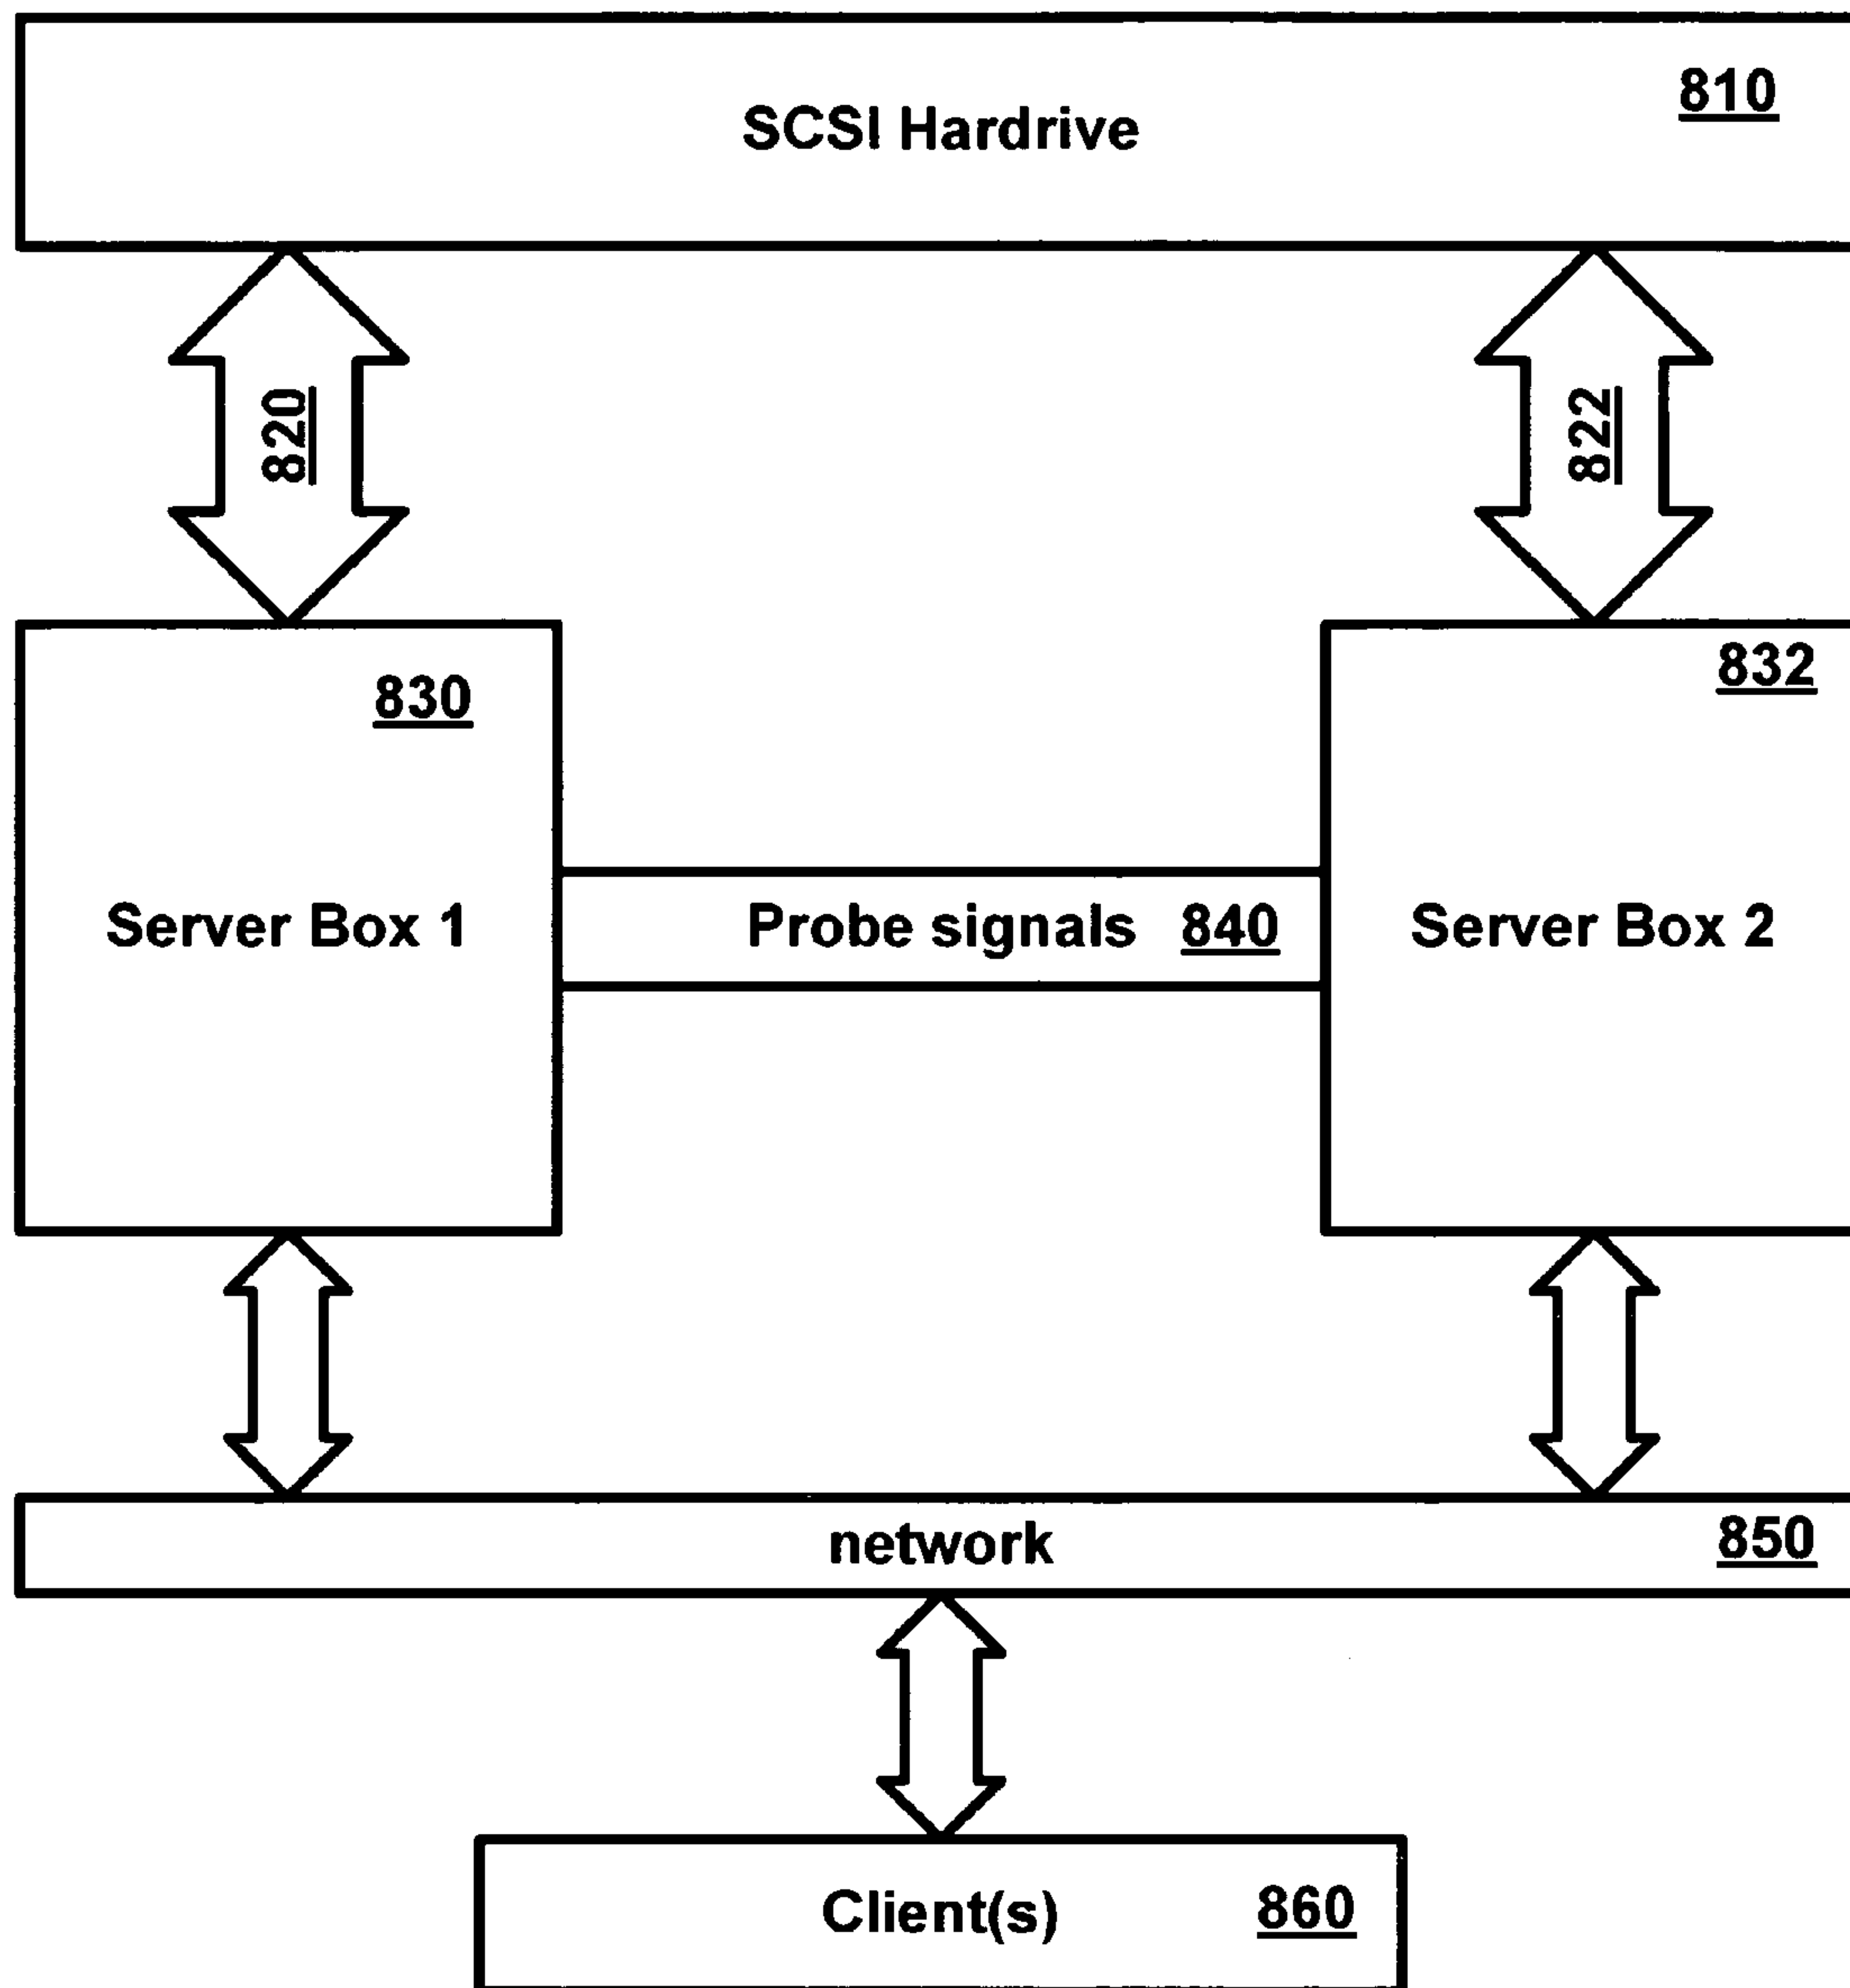 810
SCSI Hardrive
820
822
830
832
Server Box 1
Probe signals 840
Server Box 2
network
850
Client(s)
860